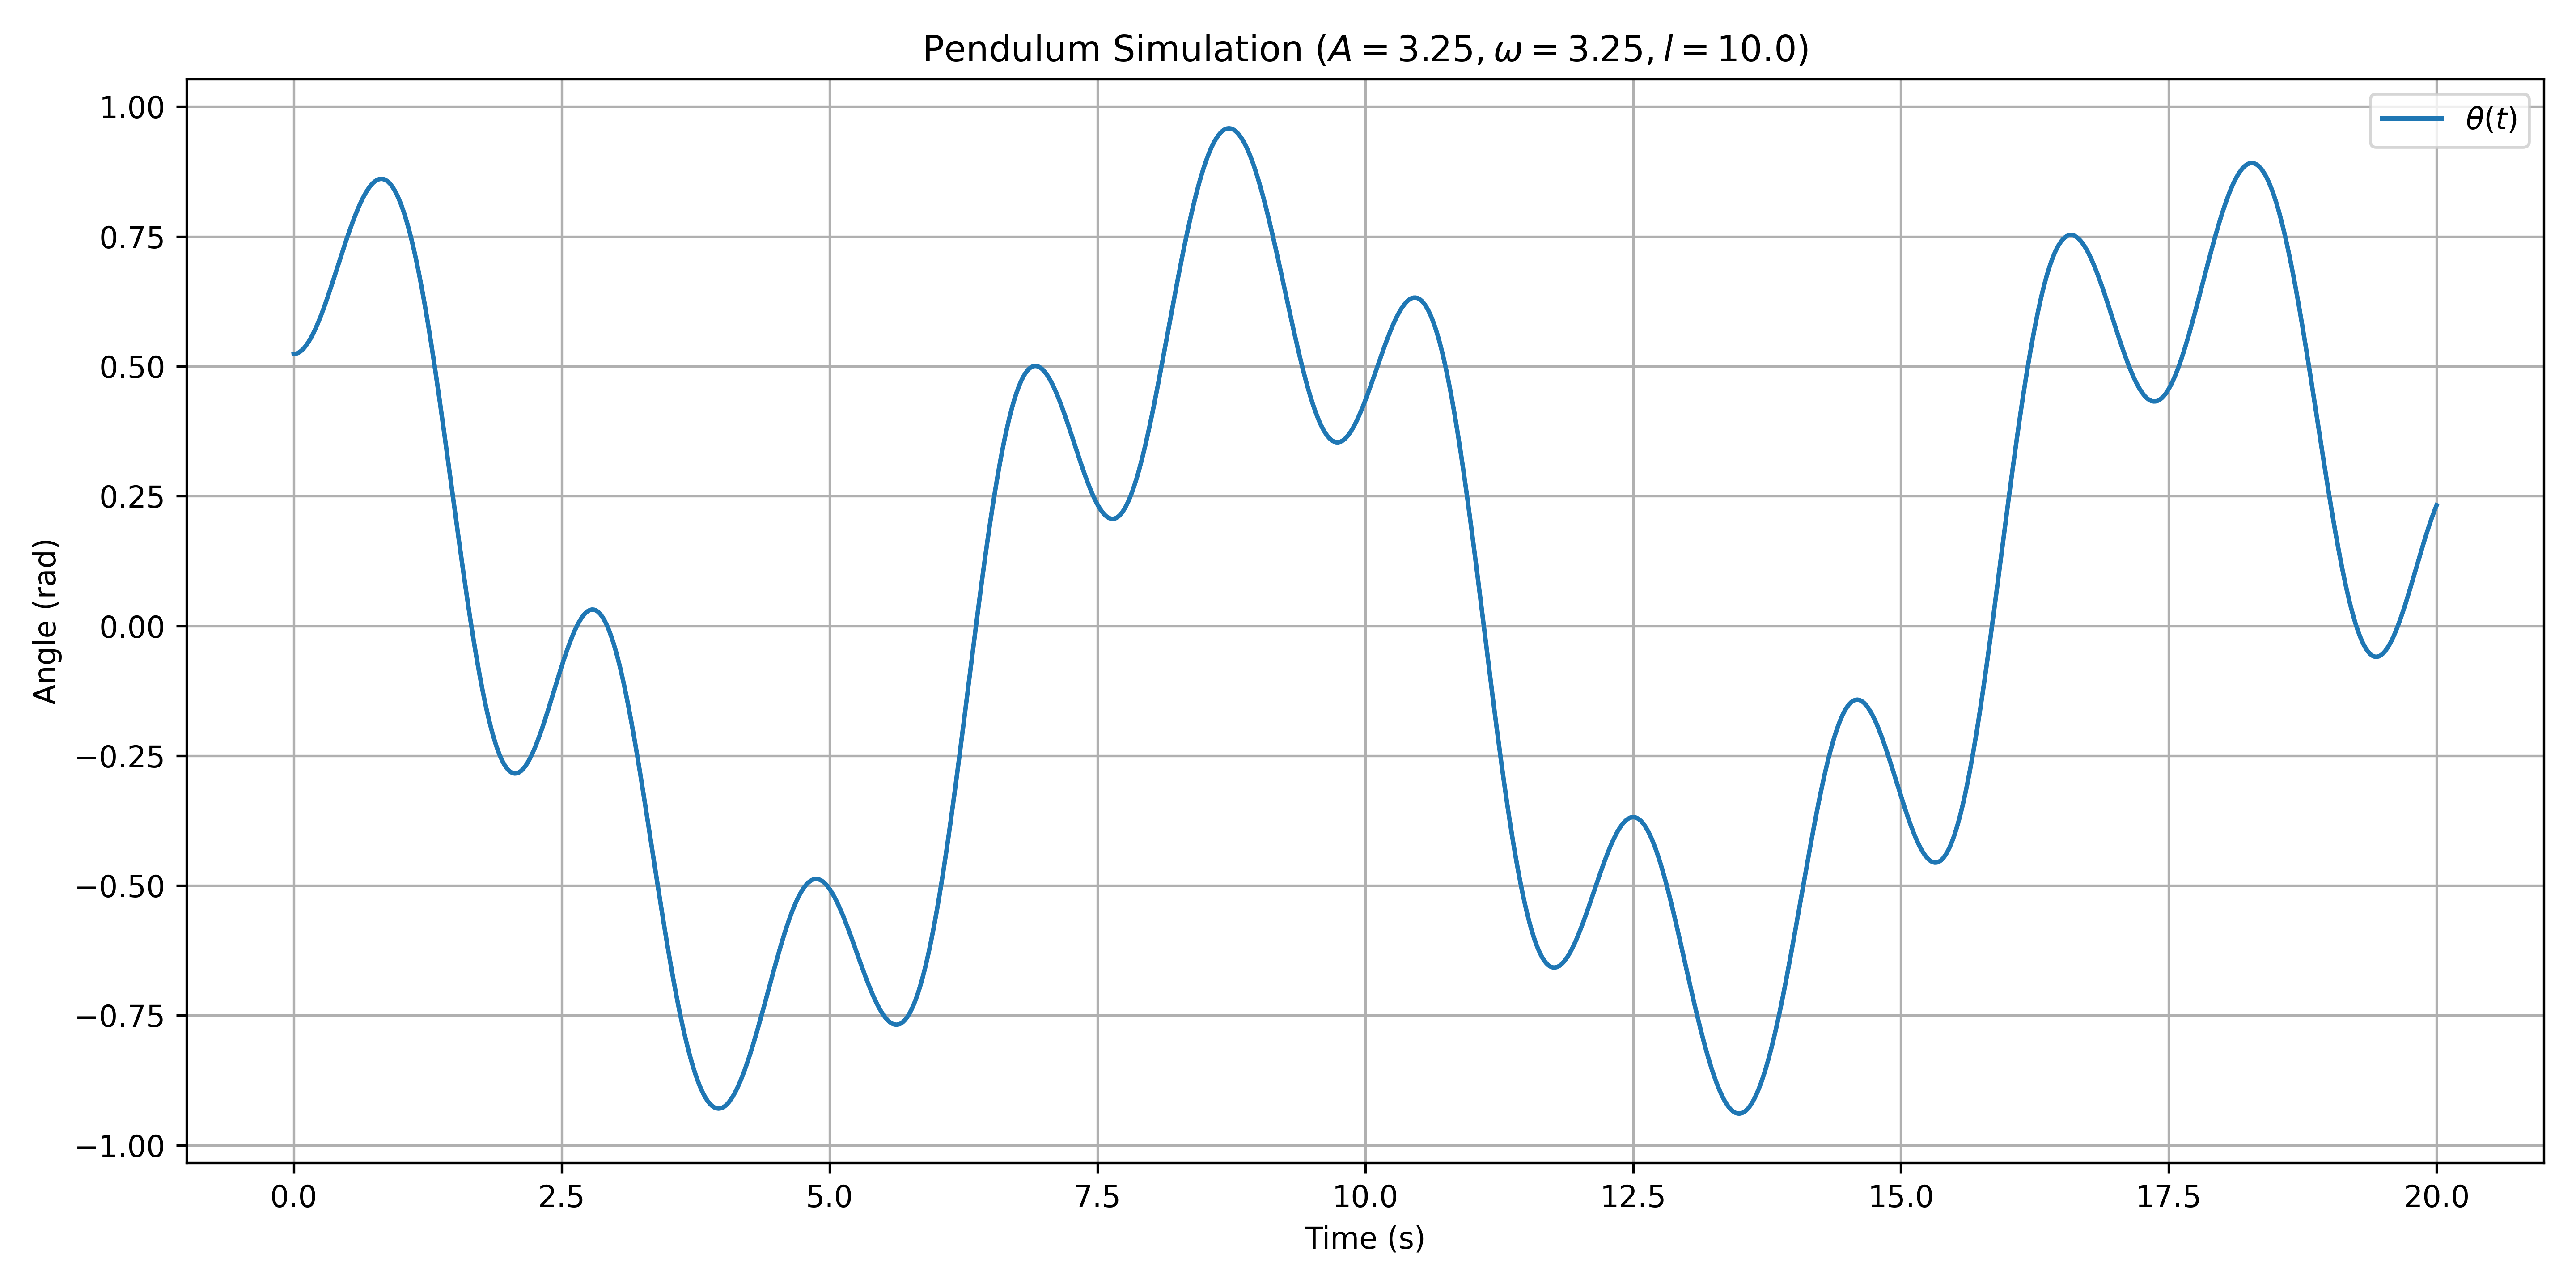 Pendulum Simulation (A = 3.25, ω = 3.25, l = 10.0)
θ(t)
1.00
0.75
0.50
0.25
0.00
−0.25
−0.50
−0.75
−1.00
Angle (rad)
0.0 2.5 5.0 7.5 10.0 12.5 15.0 17.5 20.0
Time (s)